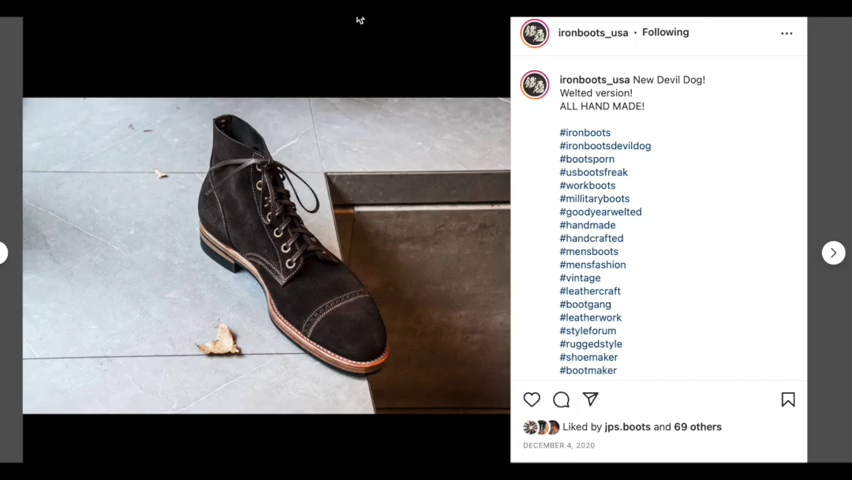 ironboots_usa • Following
ironboots_usa New Devil Dog!
Welted version!
ALL HAND MADE!
#ironboots
#ironbootsdevildog
#bootsporn
#usbootsfreak
#workboots
#millitaryboots
#goodyearwelted
#handmade
#handcrafted
#mensboots
#mensfashion
#vintage
#leathercraft
#bootgang
#leatherwork
#styleforum
#ruggedstyle
#shoemaker
#bootmaker
Liked by jps.boots and 69 others
DECEMBER 4, 2020